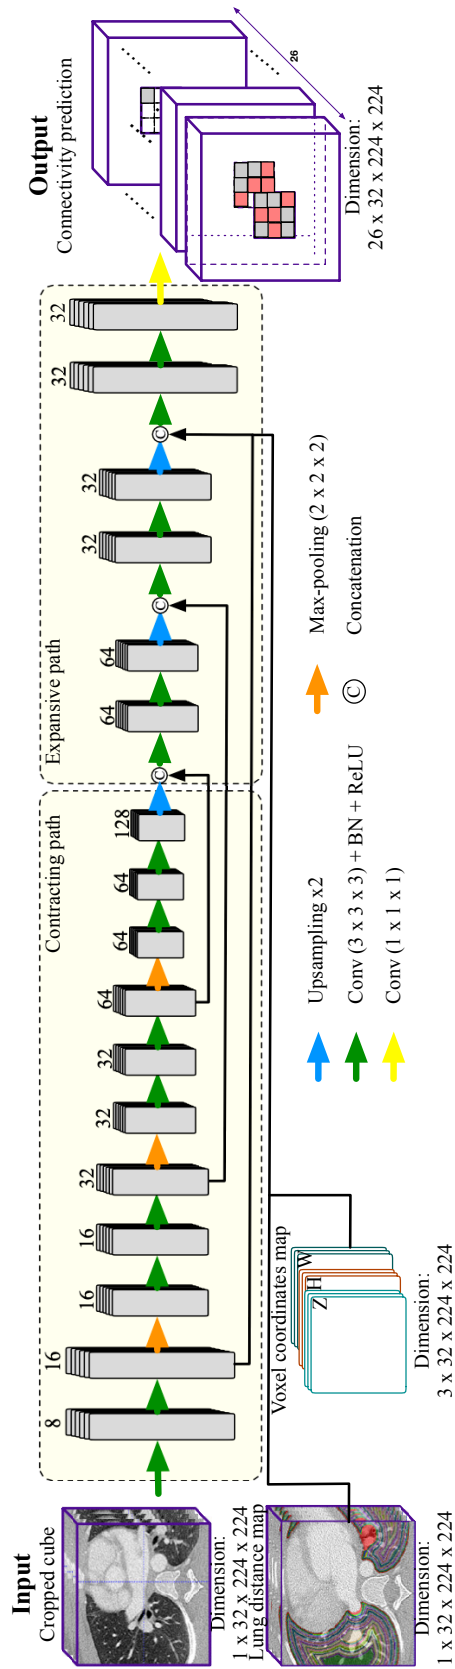 Input
Cropped cube
Dimension:
1 x 32 x 224 x 224
Lung distance map
Dimension:
1 x 32 x 224 x 224
Voxel coordinates map
Z
H
W
Dimension:
3 x 32 x 224 x 224
Contracting path
8
16
16
16
32
32
32
64
64
64
128
Expansive path
C
64
64
C
32
32
C
32
32
Output
Connectivity prediction
26
Dimension:
26 x 32 x 224 x 224
Upsampling x2
Conv (3 x 3 x 3) + BN + ReLU
Conv (1 x 1 x 1)
Max-pooling (2 x 2 x 2)
C Concatenation